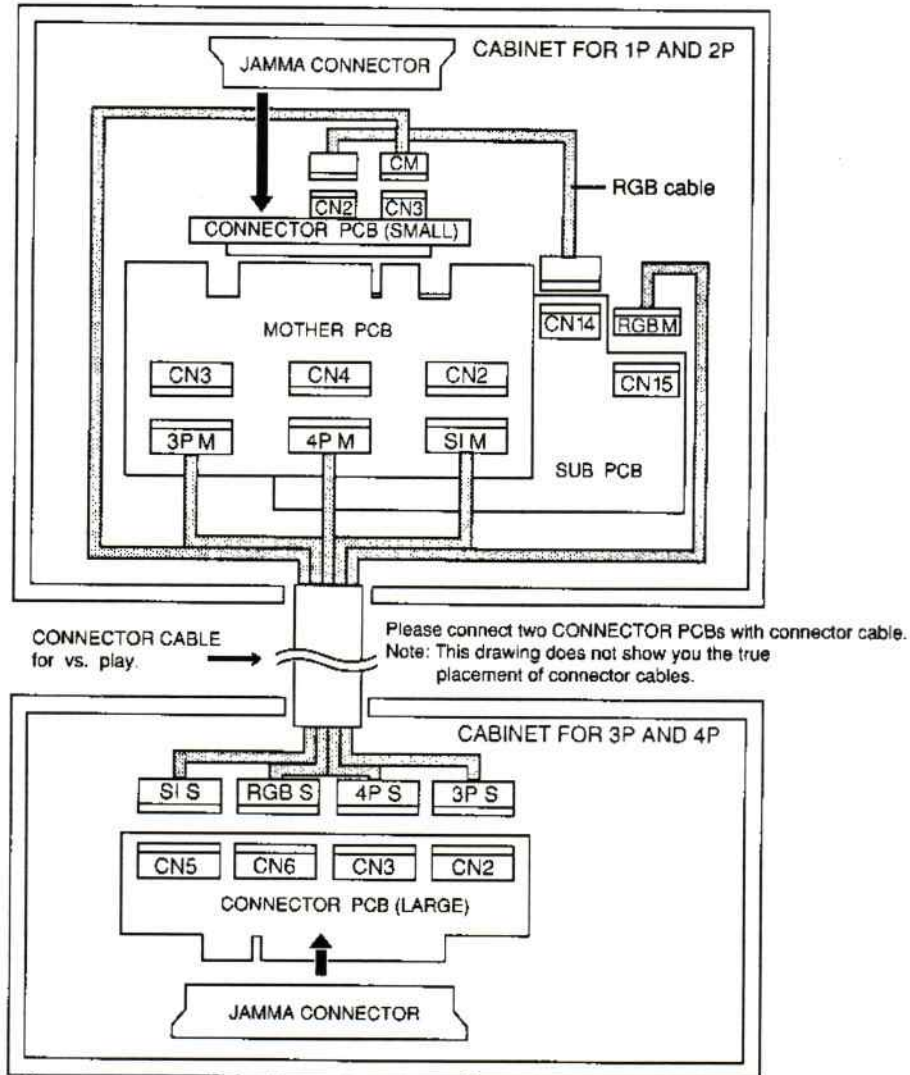 CABINET FOR 1P AND 2P
JAMMA CONNECTOR
CM
RGB cable
CN2
CN3
CONNECTOR PCB (SMALL)
MOTHER PCB
CN14
RGB M
CN3
CN4
CN2
CN15
3P M
4P M
SI M
SUB PCB
CONNECTOR CABLE
for vs. play.
Please connect two CONNECTOR PCBs with connector cable.
Note: This drawing does not show you the true
placement of connector cables.
CABINET FOR 3P AND 4P
SI S
RGB S
4P S
3P S
CN5
CN6
CN3
CN2
CONNECTOR PCB (LARGE)
JAMMA CONNECTOR